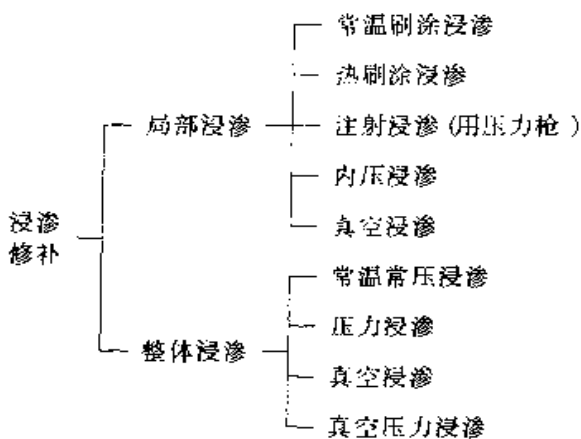 常温刷涂浸渗
热刷涂浸渗
局部浸渗
注射浸渗(用压力枪)
内压浸渗
真空浸渗
浸渗
修补
常温常压浸渗
压力浸渗
整体浸渗
真空浸渗
真空压力浸渗